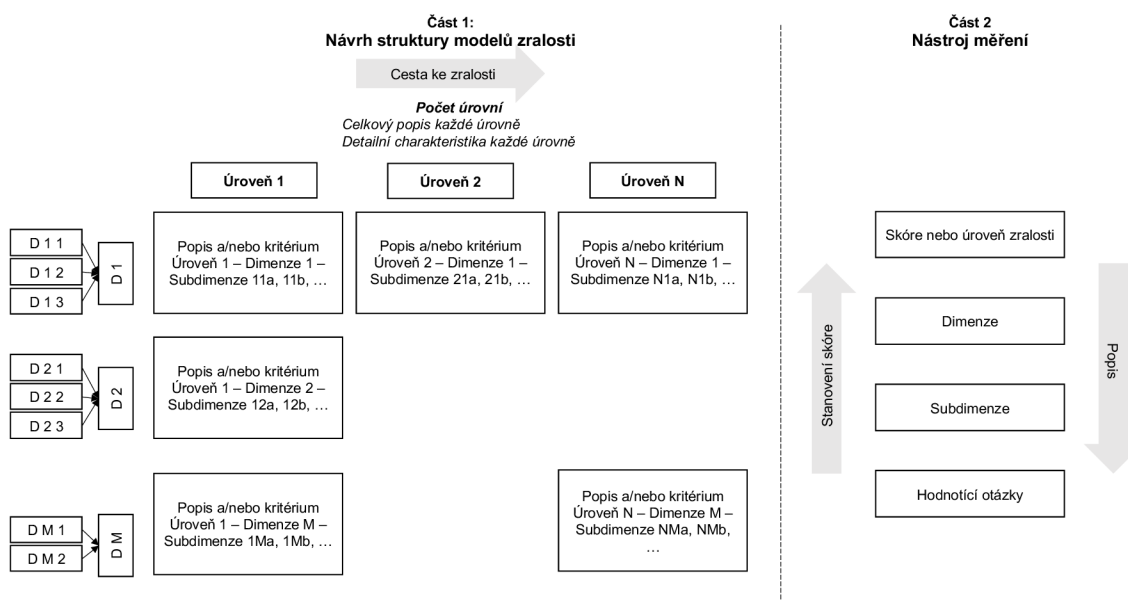 Část 1:
Návrh struktury modelů zralosti
Cesta ke zralosti
Počet úrovní
Celkový popis každé úrovně
Detailní charakteristika každé úrovně
Úroveň 1
Úroveň 2
Úroveň N
D 1 1
D 1 2
D 1 3
D 1
Popis a/nebo kritérium
Úroveň 1 – Dimenze 1 –
Subdimenze 11a, 11b, …
Popis a/nebo kritérium
Úroveň 2 – Dimenze 1 –
Subdimenze 21a, 21b, …
Popis a/nebo kritérium
Úroveň N – Dimenze 1 –
Subdimenze N1a, N1b, …
D 2 1
D 2 2
D 2 3
D 2
Popis a/nebo kritérium
Úroveň 1 – Dimenze 2 –
Subdimenze 12a, 12b, …
D M 1
D M 2
D M
Popis a/nebo kritérium
Úroveň 1 – Dimenze M –
Subdimenze 1Ma, 1Mb, …
Popis a/nebo kritérium
Úroveň N – Dimenze M –
Subdimenze NMa, NMb,
…
Část 2
Nástroj měření
Stanovení skóre
Skóre nebo úroveň zralosti
Dimenze
Subdimenze
Hodnotící otázky
Popis